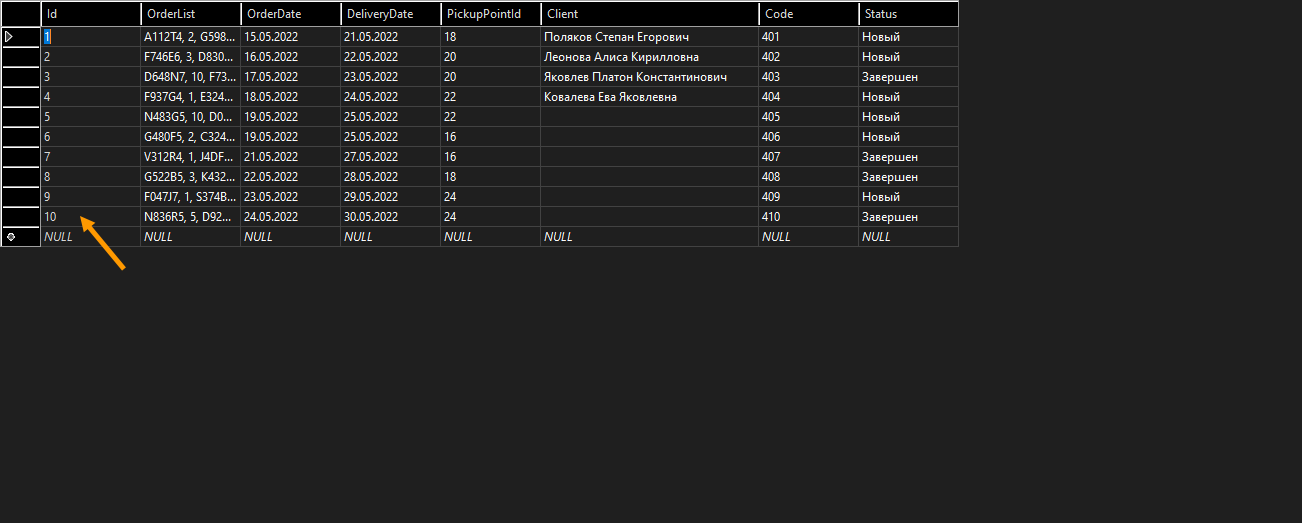 Id OrderList OrderDate DeliveryDate PickupPointId Client Code Status
1 A112T4, 2, G598... 15.05.2022 21.05.2022 18 Поляков Степан Егорович 401 Новый
2 F746E6, 3, D830... 16.05.2022 22.05.2022 20 Леонова Алиса Кирилловна 402 Новый
3 D648N7, 10, F73... 17.05.2022 23.05.2022 20 Яковлев Платон Константинович 403 Завершен
4 F937G4, 1, E324... 18.05.2022 24.05.2022 22 Ковалева Ева Яковлевна 404 Новый
5 N483G5, 10, D0... 19.05.2022 25.05.2022 22 405 Новый
6 G480F5, 2, C324... 19.05.2022 25.05.2022 16 406 Новый
7 V312R4, 1, J4DF... 21.05.2022 27.05.2022 16 407 Завершен
8 G522B5, 3, K432... 22.05.2022 28.05.2022 18 408 Завершен
9 F047J7, 1, S374B... 23.05.2022 29.05.2022 24 409 Новый
10 N836R5, 5, D92... 24.05.2022 30.05.2022 24 410 Завершен
NULL NULL NULL NULL NULL NULL NULL NULL